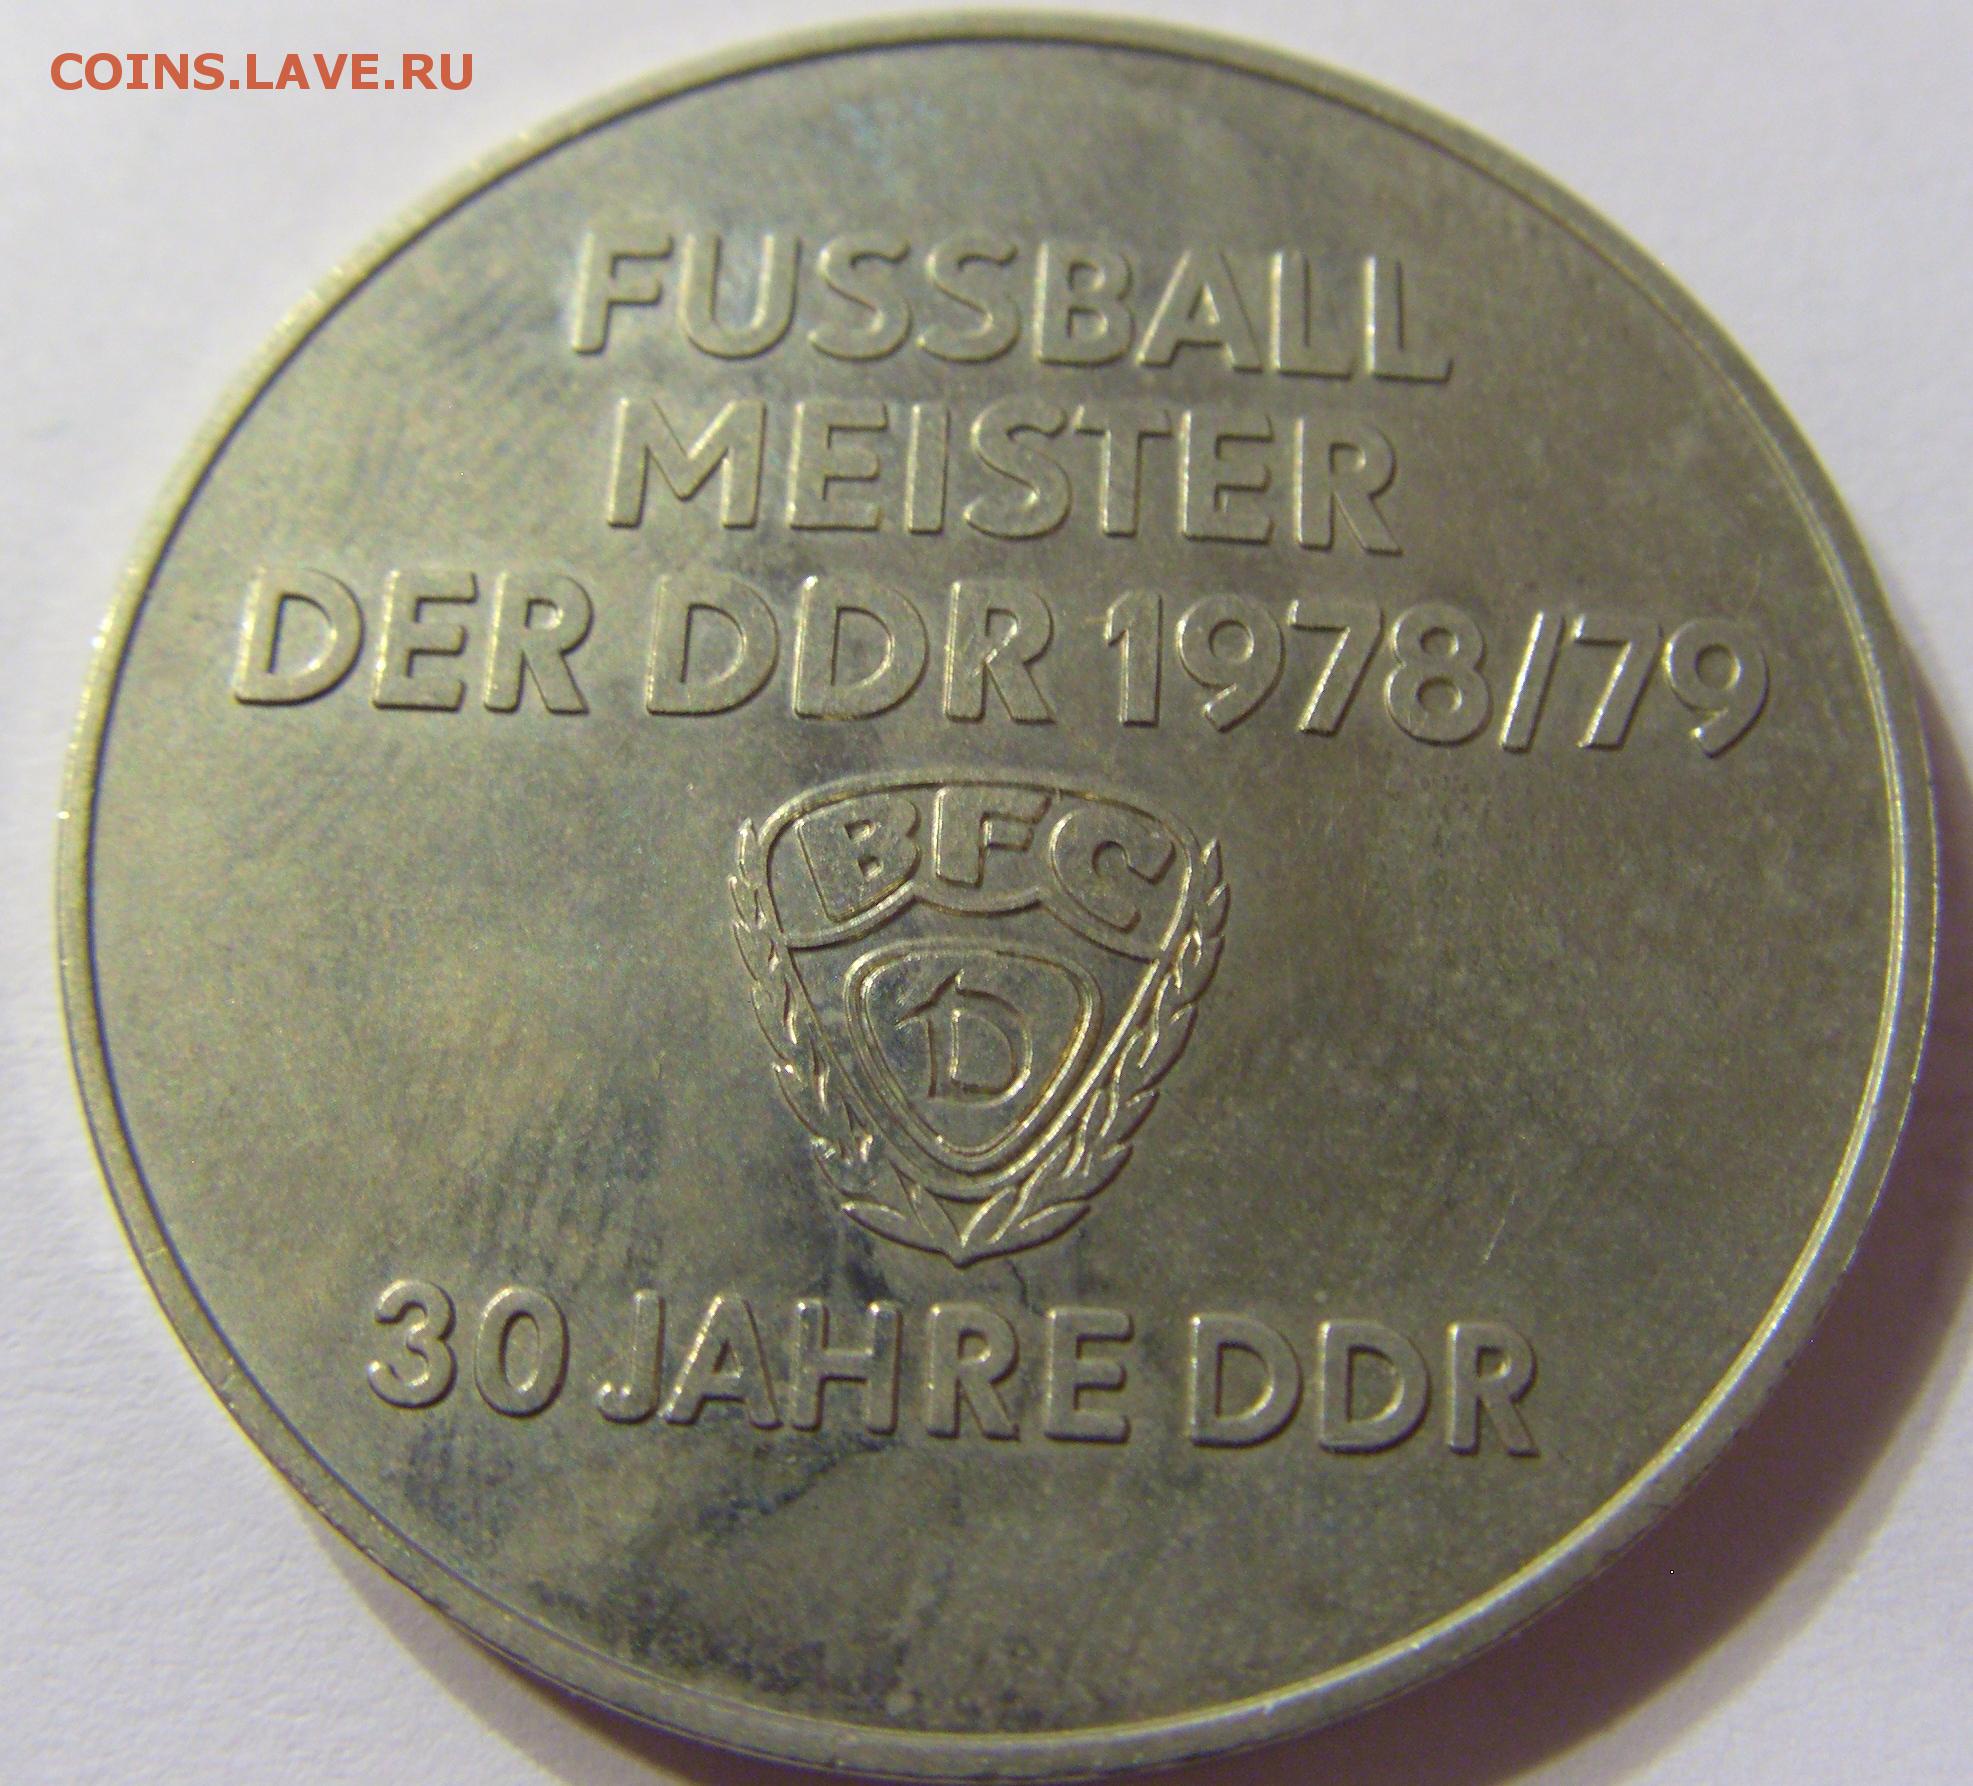 COINS.LAVE.RU
FUSSBALL
MEISTER
DER DDR 1978/79
BFC
D
30 JAHRE DDR